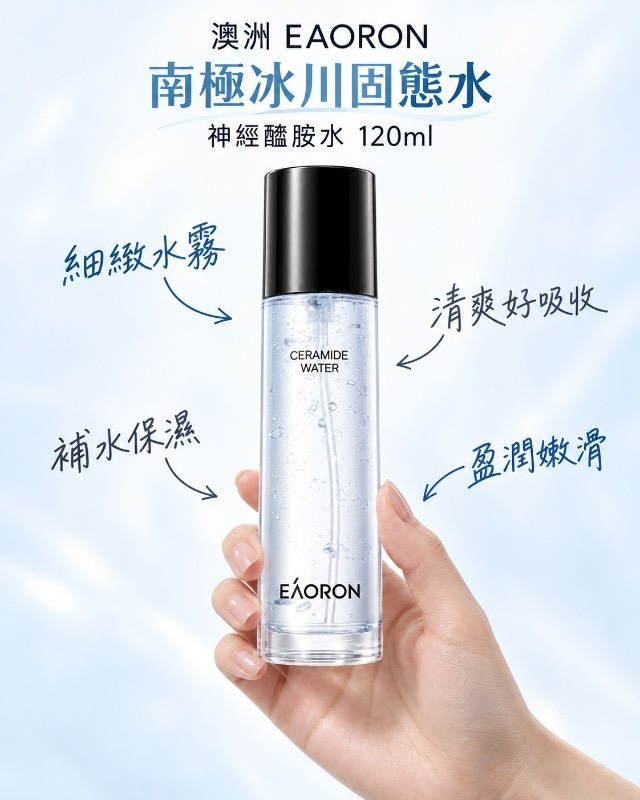 澳洲 EAORON
南極冰川固態水
神經醯胺水 120ml
細緻水霧
清爽好吸收
CERAMIDE
WATER
補水保濕
盈潤嫩滑
EÁORON